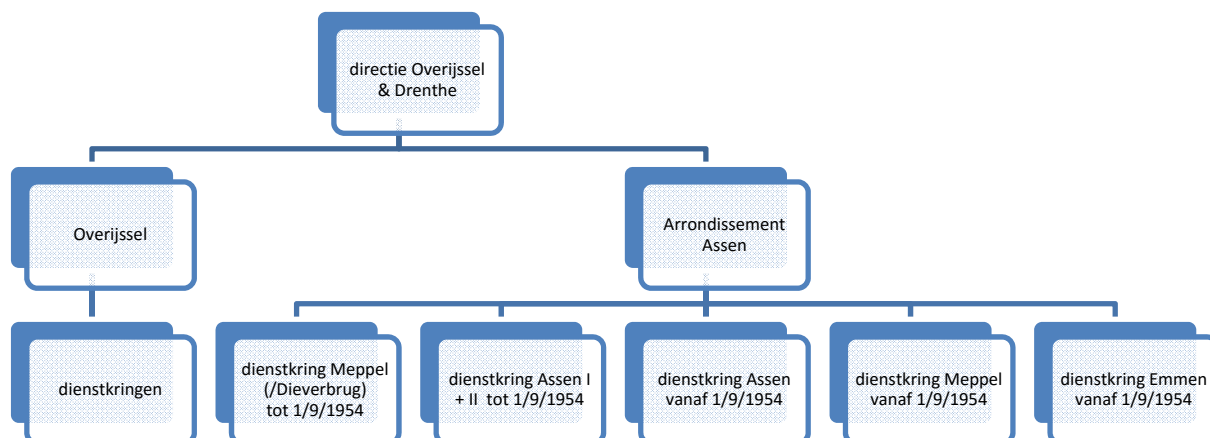 directie Overijssel
& Drenthe
Overijssel
Arrondissement
Assen
dienstkringen
dienstkring Meppel
(/Dieverbrug)
tot 1/9/1954
dienstkring Assen I
+ II tot 1/9/1954
dienstkring Assen
vanaf 1/9/1954
dienstkring Meppel
vanaf 1/9/1954
dienstkring Emmen
vanaf 1/9/1954